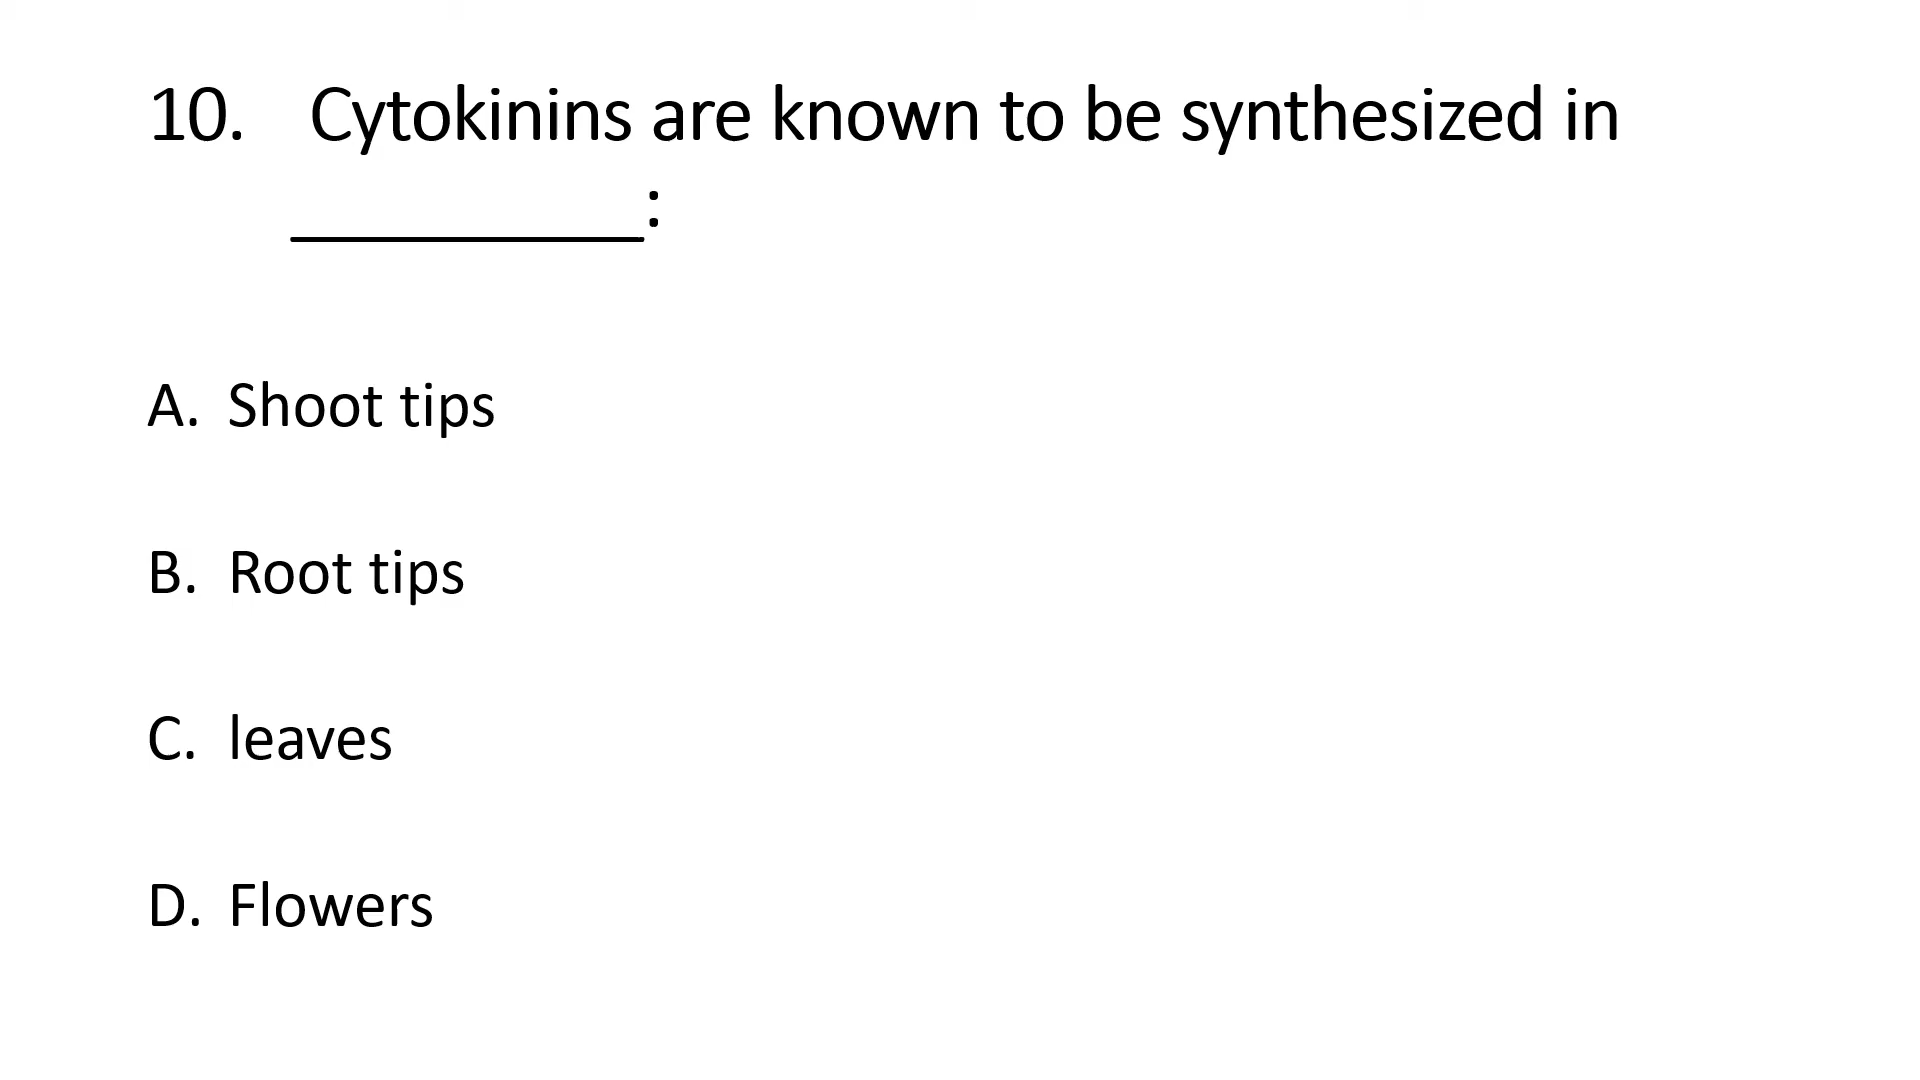 10. Cytokinins are known to be synthesized in
__________:
A. Shoot tips
B. Root tips
C. leaves
D. Flowers